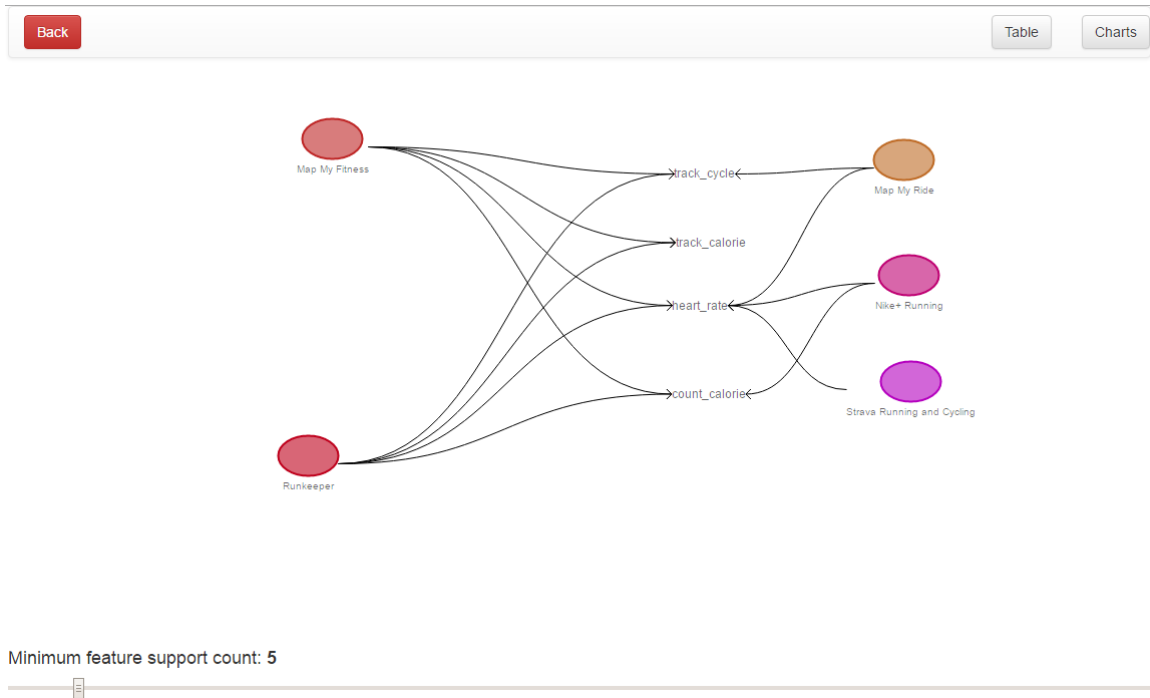 Back
Table
Charts
Map My Fitness
track_cycle
Map My Ride
track_calorie
heart_rate
Nike+ Running
count_calorie
Strava Running and Cycling
Runkeeper
Minimum feature support count: 5